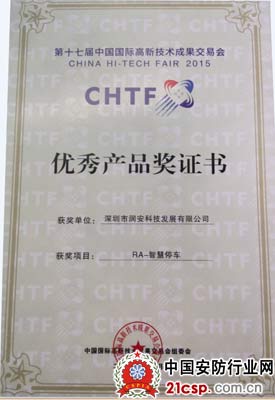 第十七届中国国际高新技术成果交易会
CHINA HI-TECH FAIR 2015
CHTF
优秀产品奖证书
获奖单位：深圳市润安科技发展有限公司
获奖项目：RA-智慧停车
中国国际高新技术成果交易会组委会
中国安防行业网
21csp.com.cn